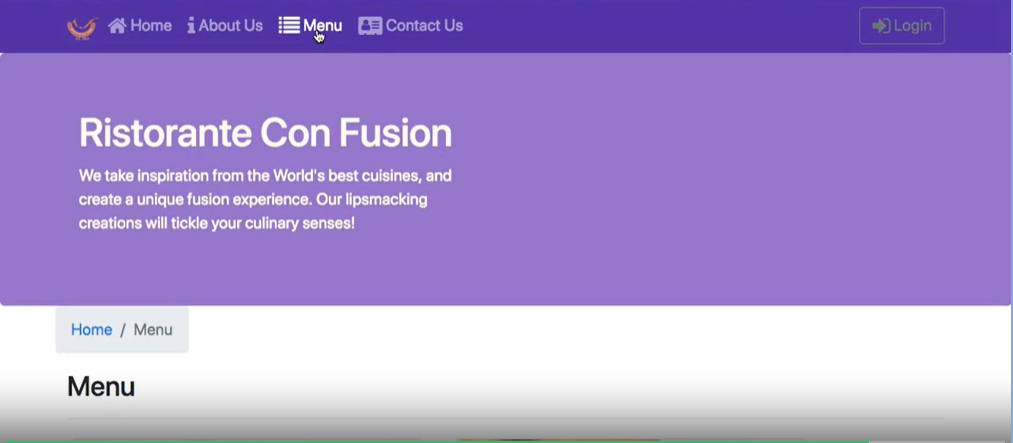 Home About Us Menu Contact Us Login
Ristorante Con Fusion
We take inspiration from the World's best cuisines, and
create a unique fusion experience. Our lipsmacking
creations will tickle your culinary senses!
Home / Menu
Menu